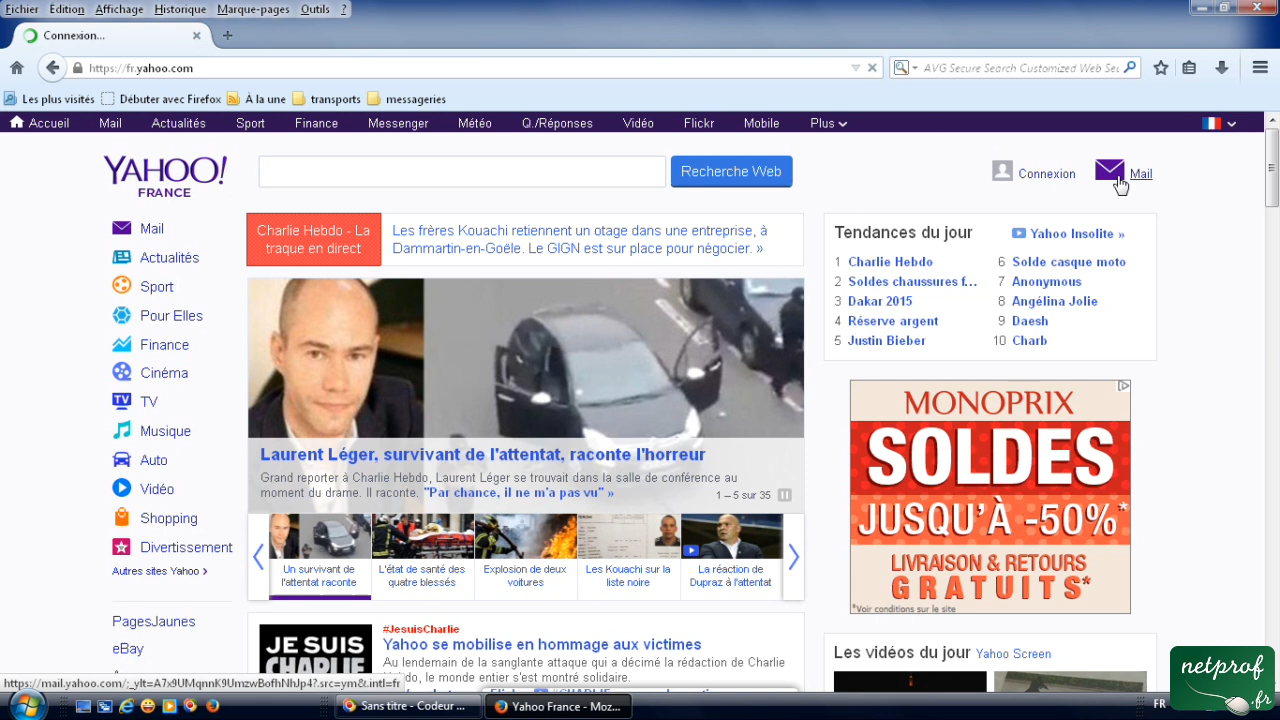 Fichier Édition Affichage Historique Marque-pages Outils ?
Connexion...
https://fr.yahoo.com
AVG Secure Search Customized Web Sea
Les plus visités Débuter avec Firefox À la une transports messageries
Accueil Mail Actualités Sport Finance Messenger Météo Q./Réponses Vidéo Flickr Mobile Plus
YAHOO!
FRANCE
Recherche Web
Connexion
Mail
Mail
Actualités
Sport
Pour Elles
Finance
Cinéma
TV
TV
Musique
Auto
Vidéo
Shopping
Divertissement
Autres sites Yahoo >
PagesJaunes
eBay
Charlie Hebdo - La
traque en direct
Les frères Kouachi retiennent un otage dans une entreprise, à
Dammartin-en-Goële. Le GIGN est sur place pour négocier. »
Laurent Léger, survivant de l'attentat, raconte l'horreur
Grand reporter à Charlie Hebdo, Laurent Léger se trouvait dans la salle de conférence au
moment du drame. Il raconte. "Par chance, il ne m'a pas vu" »
1 – 5 sur 35
Un survivant de
l'attentat raconte
L'état de santé des
quatre blessés
Explosion de deux
voitures
Les Kouachi sur la
liste noire
La réaction de
Dupraz à l'attentat
JE SUIS
CHARLIE
#JesuisCharlie
Yahoo se mobilise en hommage aux victimes
Au lendemain de la sanglante attaque qui a décimé la rédaction de Charlie
Hebdo, le monde entier s'est montré solidaire.
Tendances du jour
Yahoo Insolite »
1 Charlie Hebdo
2 Soldes chaussures f...
3 Dakar 2015
4 Réserve argent
5 Justin Bieber
6 Solde casque moto
7 Anonymous
8 Angélina Jolie
9 Daesh
10 Charb
MONOPRIX
SOLDES
JUSQU'À -50%*
LIVRAISON & RETOURS
GRATUITS*
*Voir conditions sur le site
Les vidéos du jour Yahoo Screen
Sans titre - Codeur ...
Yahoo France - Moz...
FR
netprof
.fr